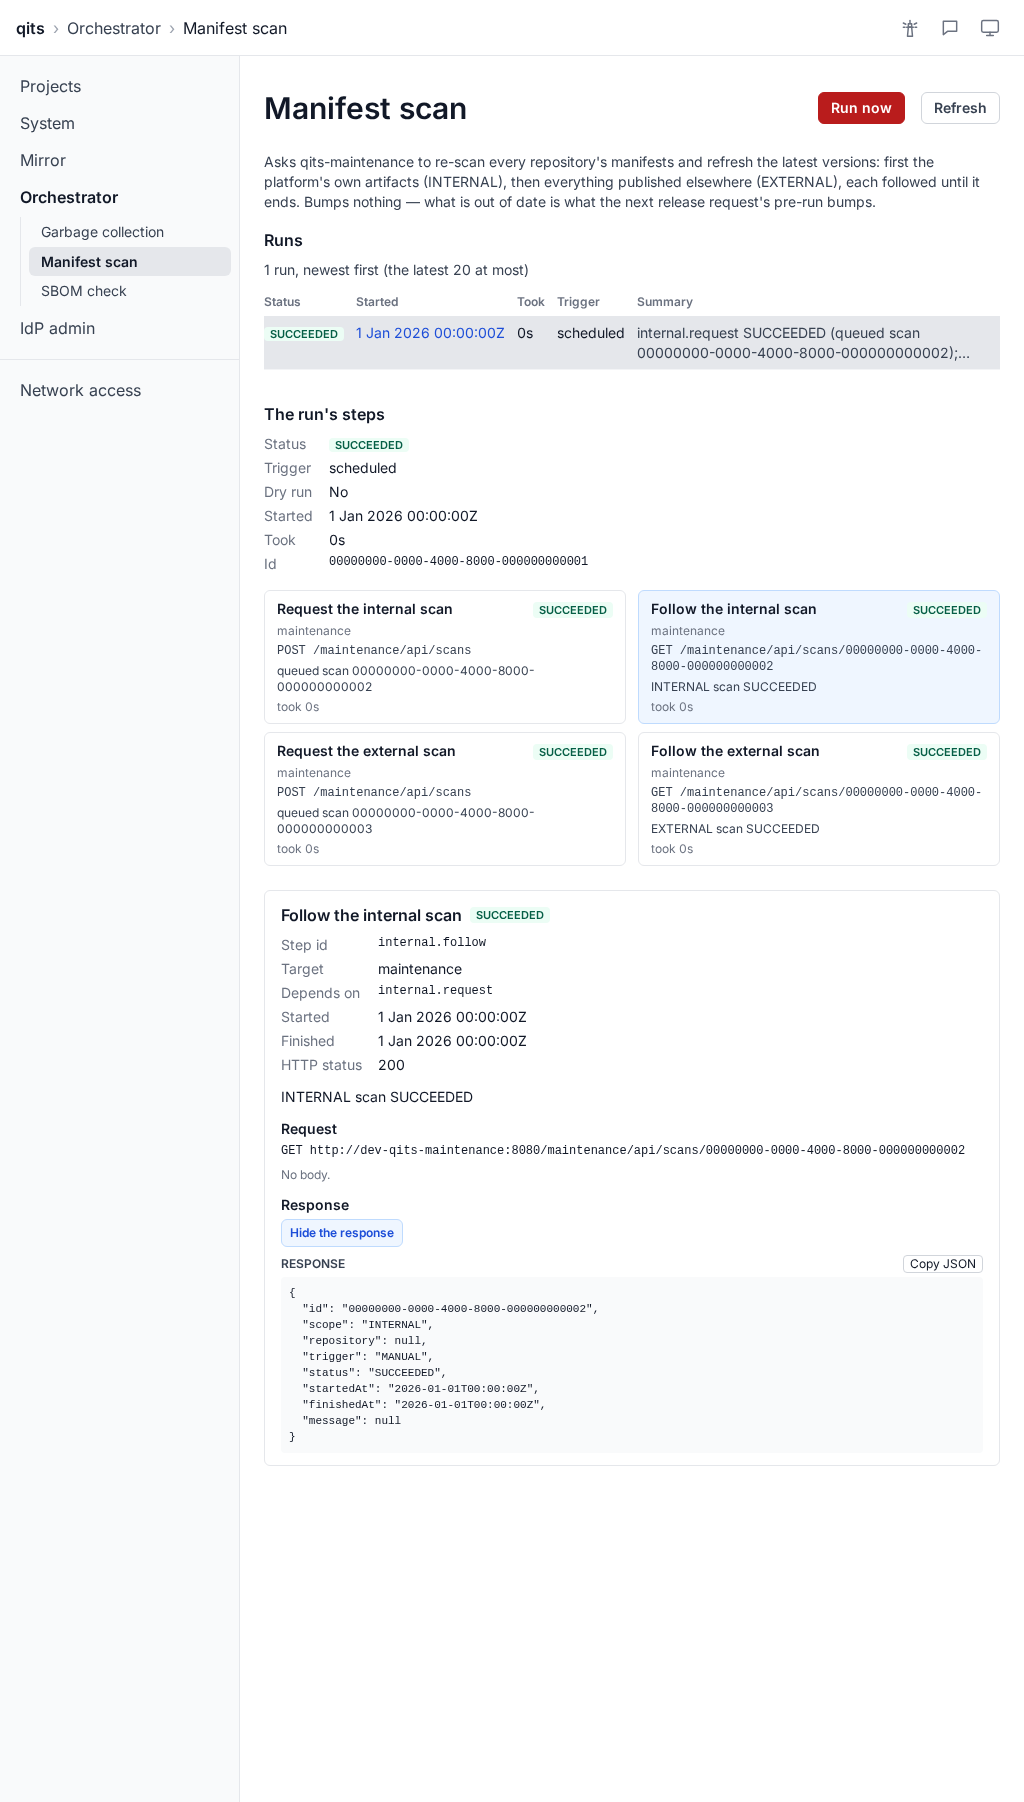 qits › Orchestrator › Manifest scan
Projects
System
Mirror
Orchestrator
Garbage collection
Manifest scan
SBOM check
IdP admin
Network access
Manifest scan
Run now
Refresh
Asks qits-maintenance to re-scan every repository's manifests and refresh the latest versions: first the
platform's own artifacts (INTERNAL), then everything published elsewhere (EXTERNAL), each followed until it
ends. Bumps nothing — what is out of date is what the next release request's pre-run bumps.
Runs
1 run, newest first (the latest 20 at most)
Status Started Took Trigger Summary
SUCCEEDED 1 Jan 2026 00:00:00Z 0s scheduled internal.request SUCCEEDED (queued scan
00000000-0000-4000-8000-000000000002);...
The run's steps
Status SUCCEEDED
Trigger scheduled
Dry run No
Started 1 Jan 2026 00:00:00Z
Took 0s
Id 00000000-0000-4000-8000-000000000001
Request the internal scan SUCCEEDED
maintenance
POST /maintenance/api/scans
queued scan 00000000-0000-4000-8000-
000000000002
took 0s
Follow the internal scan SUCCEEDED
maintenance
GET /maintenance/api/scans/00000000-0000-4000-
8000-000000000002
INTERNAL scan SUCCEEDED
took 0s
Request the external scan SUCCEEDED
maintenance
POST /maintenance/api/scans
queued scan 00000000-0000-4000-8000-
000000000003
took 0s
Follow the external scan SUCCEEDED
maintenance
GET /maintenance/api/scans/00000000-0000-4000-
8000-000000000003
EXTERNAL scan SUCCEEDED
took 0s
Follow the internal scan SUCCEEDED
Step id internal.follow
Target maintenance
Depends on internal.request
Started 1 Jan 2026 00:00:00Z
Finished 1 Jan 2026 00:00:00Z
HTTP status 200
INTERNAL scan SUCCEEDED
Request
GET http://dev-qits-maintenance:8080/maintenance/api/scans/00000000-0000-4000-8000-000000000002
No body.
Response
Hide the response
RESPONSE Copy JSON
{
"id": "00000000-0000-4000-8000-000000000002",
"scope": "INTERNAL",
"repository": null,
"trigger": "MANUAL",
"status": "SUCCEEDED",
"startedAt": "2026-01-01T00:00:00Z",
"finishedAt": "2026-01-01T00:00:00Z",
"message": null
}